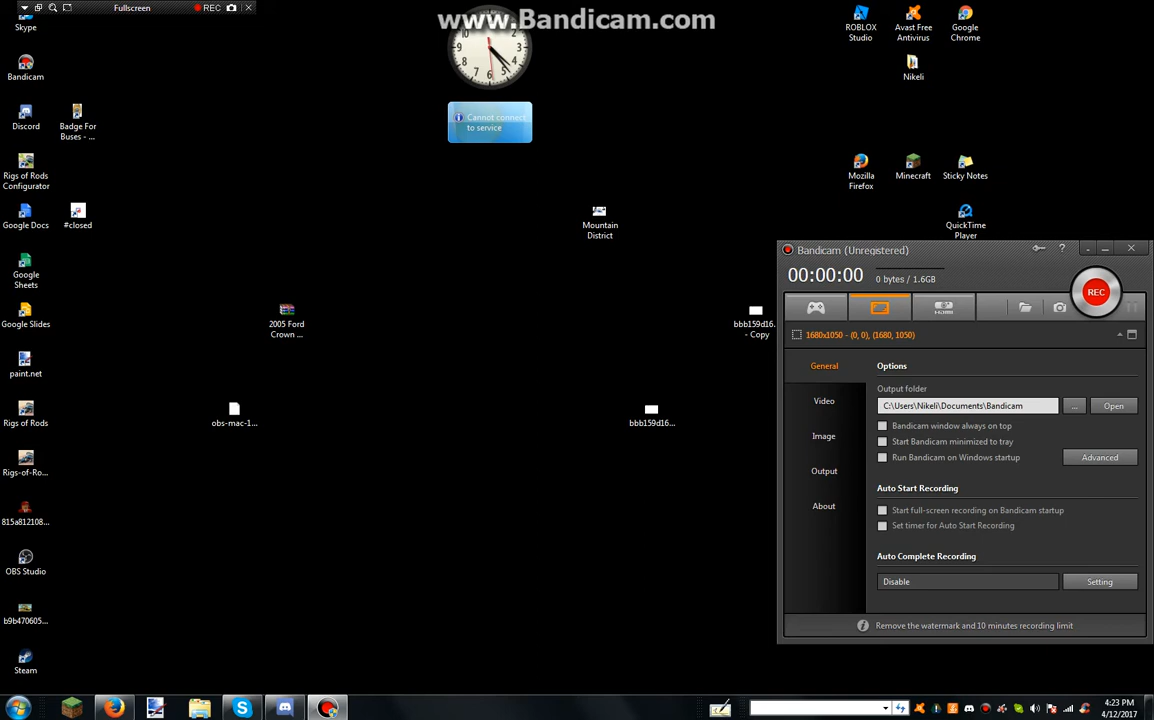 Fullscreen
REC
www.Bandicam.com
Skype
Bandicam
Discord
Badge For
Buses - ...
Rigs of Rods
Configurator
Google Docs
#closed
Google
Sheets
Google Slides
paint.net
Rigs of Rods
Rigs-of-Ro...
815a812108...
OBS Studio
b9b470605...
Steam
12
3
6
9
Cannot connect
to service
Mountain
District
2005 Ford
Crown ...
obs-mac-1...
bbb159d16...
bbb159d16.
- Copy
ROBLOX
Studio
Avast Free
Antivirus
Google
Chrome
Nikeli
Mozilla
Firefox
Minecraft
Sticky Notes
QuickTime
Player
Bandicam (Unregistered)
00:00:00
0 bytes / 1.6GB
REC
HDMI
1680x1050 - (0, 0), (1680, 1050)
General
Video
Image
Output
About
Options
Output folder
C:\Users\Nikeli\Documents\Bandicam
...
Open
Bandicam window always on top
Start Bandicam minimized to tray
Run Bandicam on Windows startup
Advanced
Auto Start Recording
Start full-screen recording on Bandicam startup
Set timer for Auto Start Recording
Auto Complete Recording
Disable
Setting
Remove the watermark and 10 minutes recording limit
4:23 PM
4/12/2017